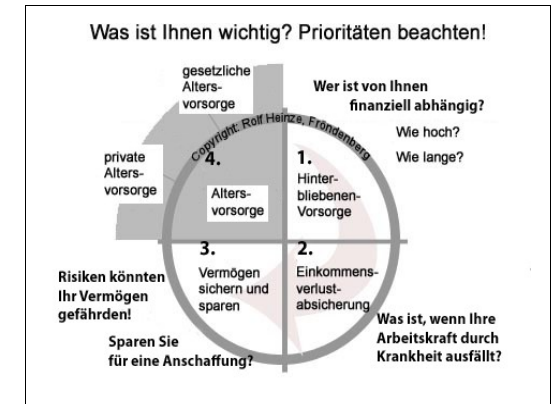 Was ist Ihnen wichtig? Prioritäten beachten!
gesetzliche
Alters-
vorsorge
Wer ist von Ihnen
finanziell abhängig?
Wie hoch?
Wie lange?
Copyright: Rolf Heinze, Fröndenberg
private
Alters-
vorsorge
4.
Alters-
vorsorge
1.
Hinter-
bliebenen-
Vorsorge
3.
Vermögen
sichern und
sparen
2.
Einkommens-
verlust-
absicherung
Risiken könnten
Ihr Vermögen
gefährden!
Sparen Sie
für eine Anschaffung?
Was ist, wenn Ihre
Arbeitskraft durch
Krankheit ausfällt?